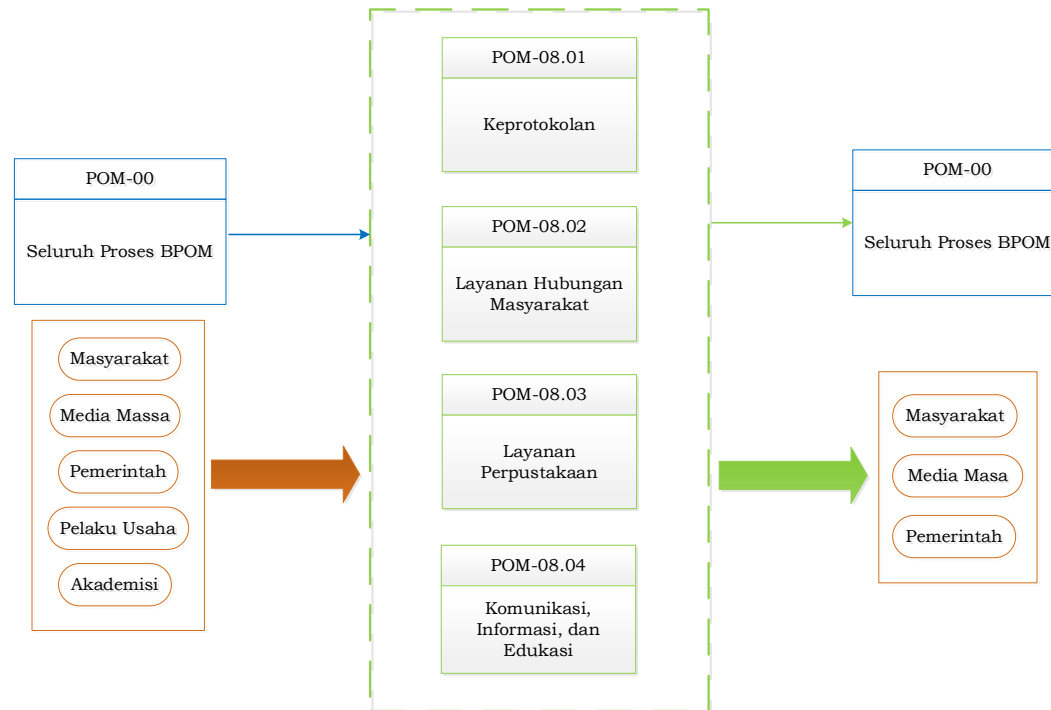 POM-00
Seluruh Proses BPOM
Masyarakat
Media Massa
Pemerintah
Pelaku Usaha
Akademisi
POM-08.01
Keprotokolan
POM-08.02
Layanan Hubungan
Masyarakat
POM-08.03
Layanan
Perpustakaan
POM-08.04
Komunikasi,
Informasi, dan
Edukasi
POM-00
Seluruh Proses BPOM
Masyarakat
Media Masa
Pemerintah